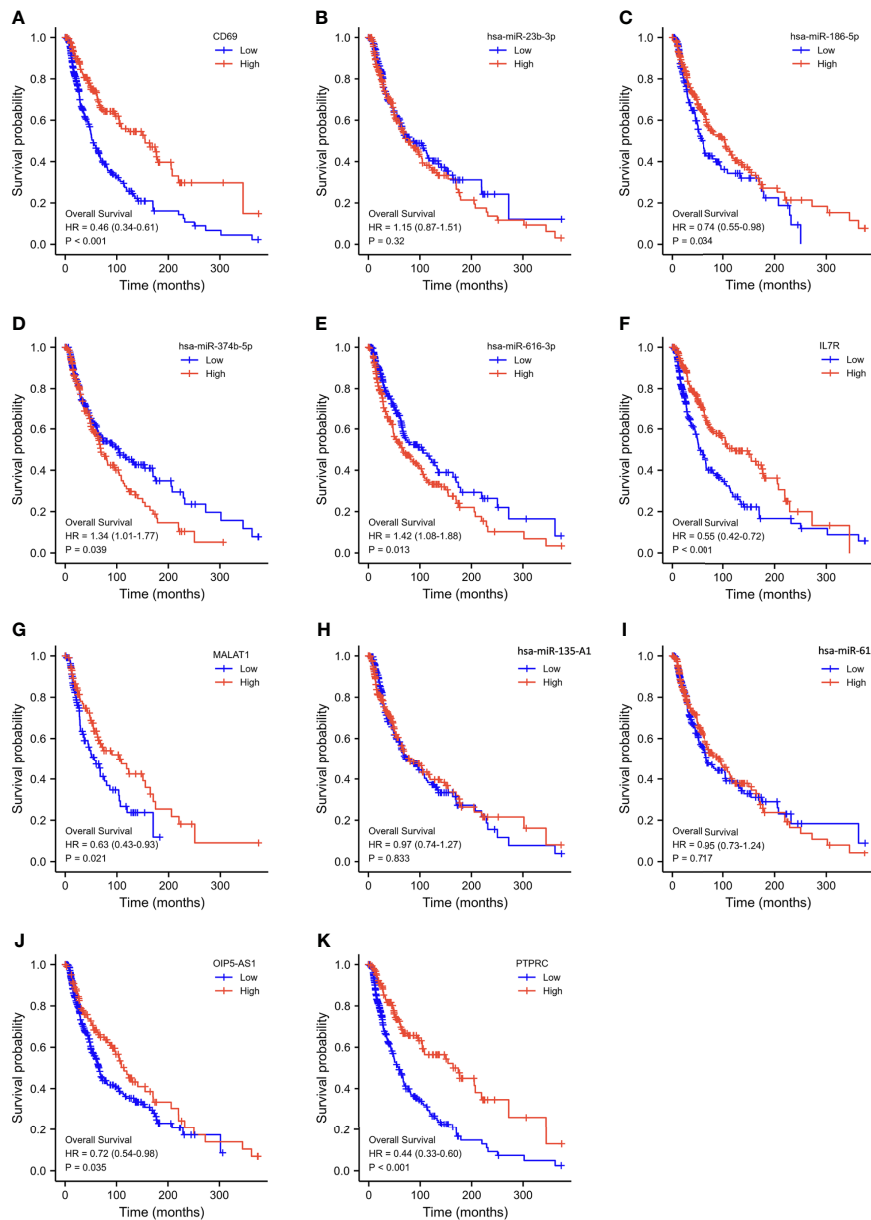 A
CD69
Low
High
Survival probability
1.0
0.8
0.6
0.4
0.2
0.0
Overall Survival
HR = 0.46 (0.34-0.61)
P < 0.001
0 100 200 300
Time (months)
B
hsa-miR-23b-3p
Low
High
Survival probability
1.0
0.8
0.6
0.4
0.2
0.0
Overall Survival
HR = 1.15 (0.87-1.51)
P = 0.32
0 100 200 300
Time (months)
C
hsa-miR-186-5p
Low
High
Survival probability
1.0
0.8
0.6
0.4
0.2
0.0
Overall Survival
HR = 0.74 (0.55-0.98)
P = 0.034
0 100 200 300
Time (months)
D
hsa-miR-374b-5p
Low
High
Survival probability
1.0
0.8
0.6
0.4
0.2
0.0
Overall Survival
HR = 1.34 (1.01-1.77)
P = 0.039
0 100 200 300
Time (months)
E
hsa-miR-616-3p
Low
High
Survival probability
1.0
0.8
0.6
0.4
0.2
0.0
Overall Survival
HR = 1.42 (1.08-1.88)
P = 0.013
0 100 200 300
Time (months)
F
IL7R
Low
High
Survival probability
1.0
0.8
0.6
0.4
0.2
0.0
Overall Survival
HR = 0.55 (0.42-0.72)
P < 0.001
0 100 200 300
Time (months)
G
MALAT1
Low
High
Survival probability
1.0
0.8
0.6
0.4
0.2
0.0
Overall Survival
HR = 0.63 (0.43-0.93)
P = 0.021
0 100 200 300
Time (months)
H
hsa-miR-135-A1
Low
High
Survival probability
1.0
0.8
0.6
0.4
0.2
0.0
Overall Survival
HR = 0.97 (0.74-1.27)
P = 0.833
0 100 200 300
Time (months)
I
hsa-miR-61
Low
High
Survival probability
1.0
0.8
0.6
0.4
0.2
0.0
Overall Survival
HR = 0.95 (0.73-1.24)
P = 0.717
0 100 200 300
Time (months)
J
OIP5-AS1
Low
High
Survival probability
1.0
0.8
0.6
0.4
0.2
0.0
Overall Survival
HR = 0.72 (0.54-0.98)
P = 0.035
0 100 200 300
Time (months)
K
PTPRC
Low
High
Survival probability
1.0
0.8
0.6
0.4
0.2
0.0
Overall Survival
HR = 0.44 (0.33-0.60)
P < 0.001
0 100 200 300
Time (months)